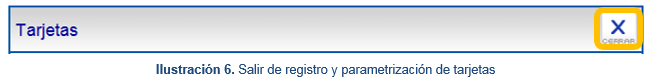 Tarjetas
X
CERRAR
Ilustración 6. Salir de registro y parametrización de tarjetas